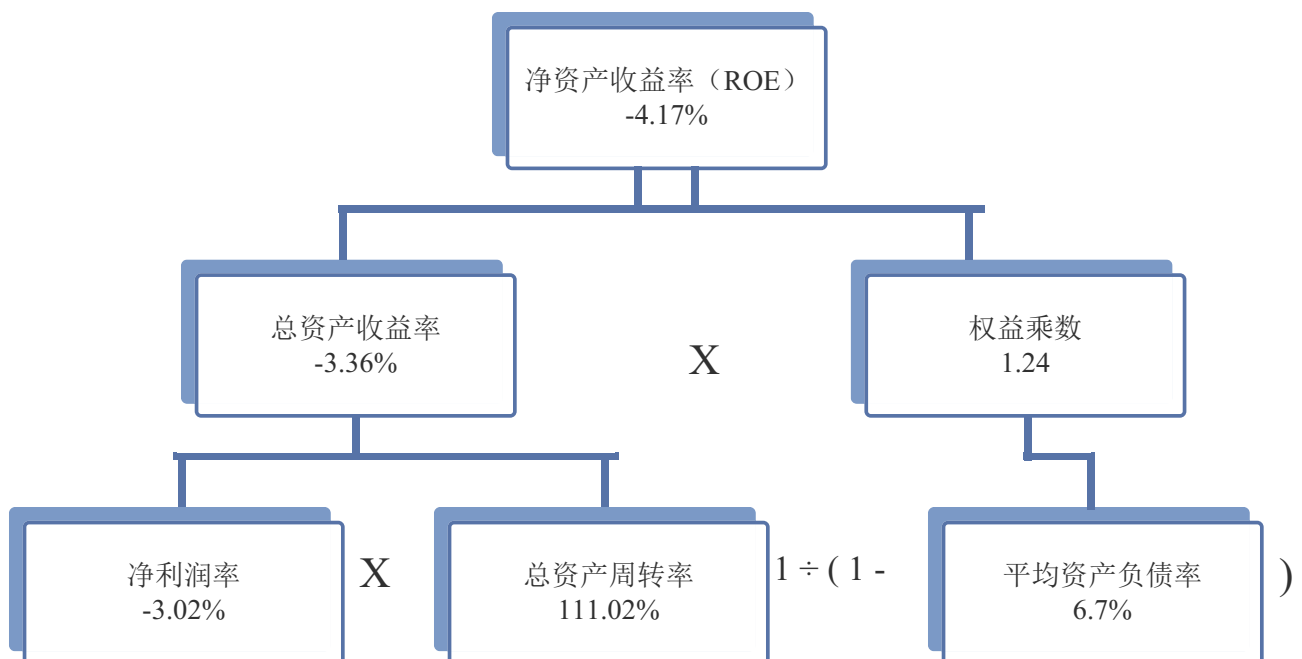 净资产收益率（ROE）
-4.17%
总资产收益率
-3.36%
X
权益乘数
1.24
净利润率
-3.02%
X
总资产周转率
111.02%
1 ÷ ( 1 -
平均资产负债率
6.7%
)